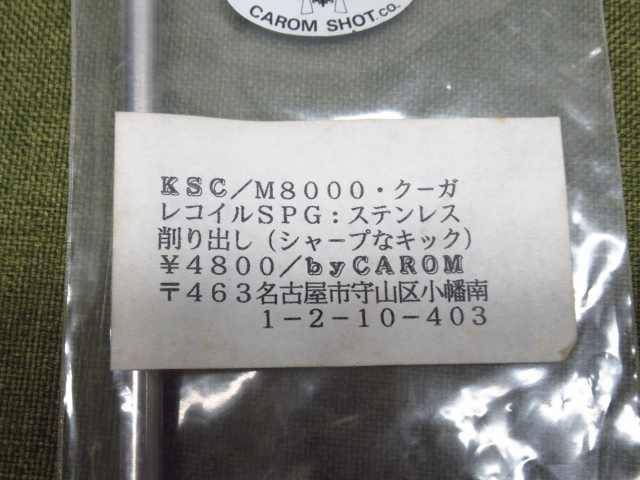 CAROM SHOT.CO.
KSC/M8000・クーガ
レコイルSPG:ステンレス
削り出し(シャープなキック)
¥4800/byCAROM
〒463名古屋市守山区小幡南
1-2-10-403